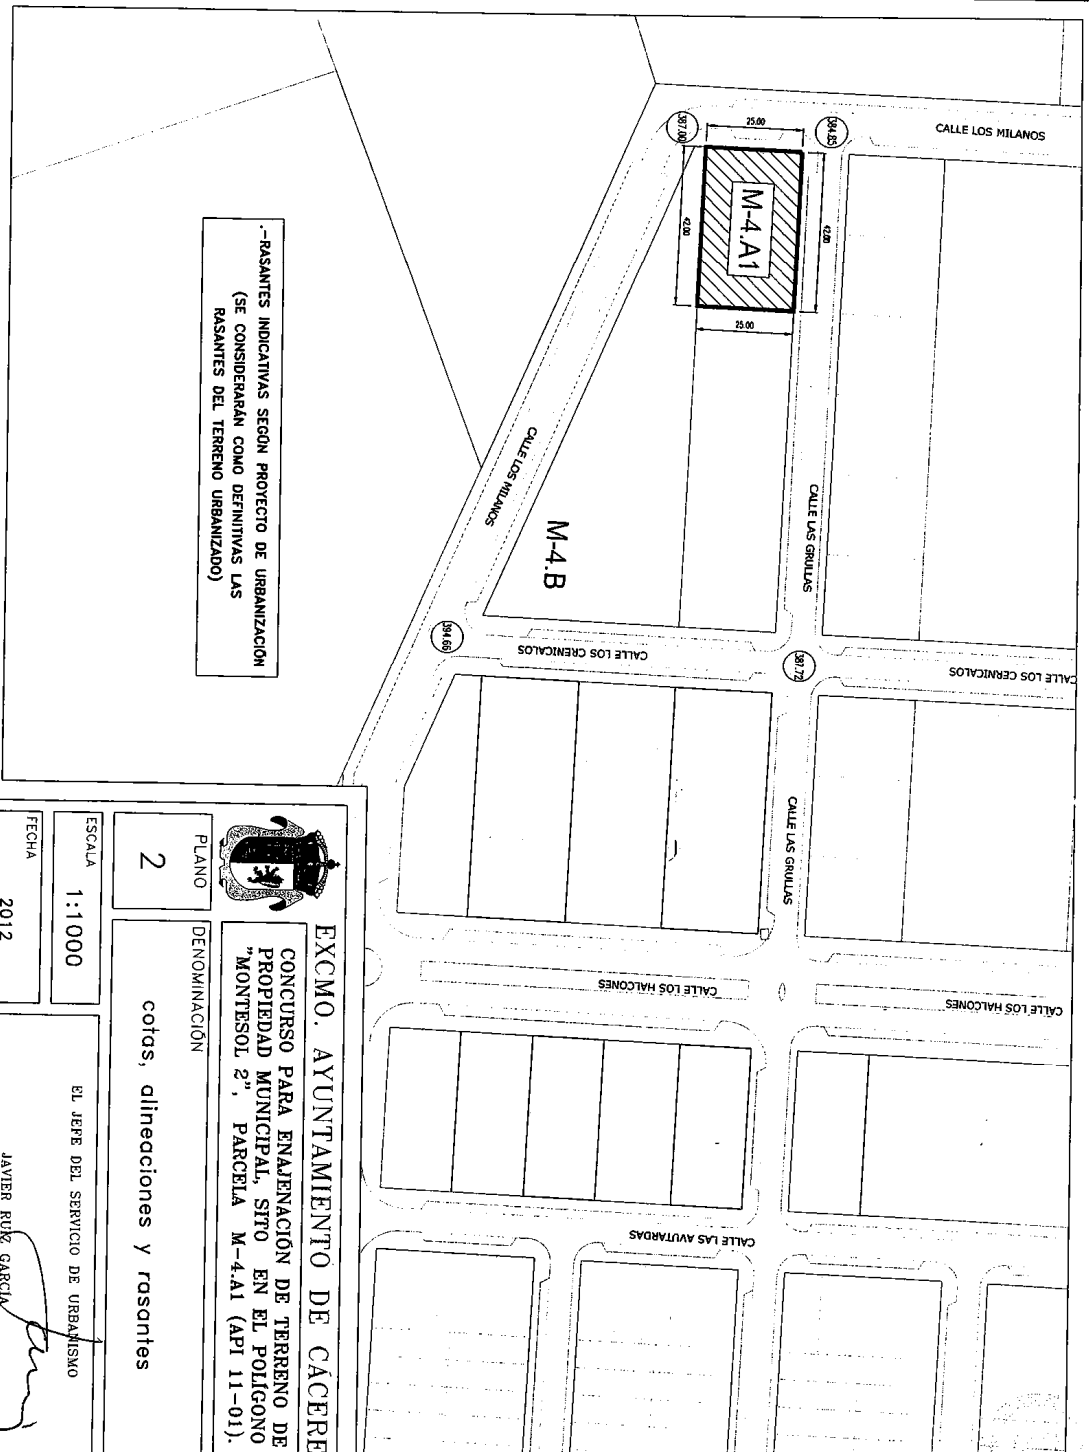 CALLE LOS MILANOS
384.85
387.00
25.00
42.00
M-4.A1
42.00
25.00
CALLE LAS GRULLAS
CALLE LOS MILANOS
M-4.B
394.66
387.72
CALLE LOS CRENICALOS
CALLE LOS CERNICALOS
CALLE LAS GRULLAS
CALLE LOS HALCONES
CALLE LOS HALCONES
CALLE LAS AVUTARDAS
.-RASANTES INDICATIVAS SEGÚN PROYECTO DE URBANIZACIÓN
(SE CONSIDERARÁN COMO DEFINITIVAS LAS
RASANTES DEL TERRENO URBANIZADO)
EXCMO. AYUNTAMIENTO DE CÁCERE
CONCURSO PARA ENAJENACIÓN DE TERRENO DE
PROPIEDAD MUNICIPAL, SITO EN EL POLÍGONO
"MONTESOL 2", PARCELA M-4.A1 (API 11-01).
PLANO
2
DENOMINACIÓN
cotas, alineaciones y rasantes
ESCALA
1:1000
FECHA
2012
EL JEFE DEL SERVICIO DE URBANISMO
JAVIER RUIZ GARCÍA